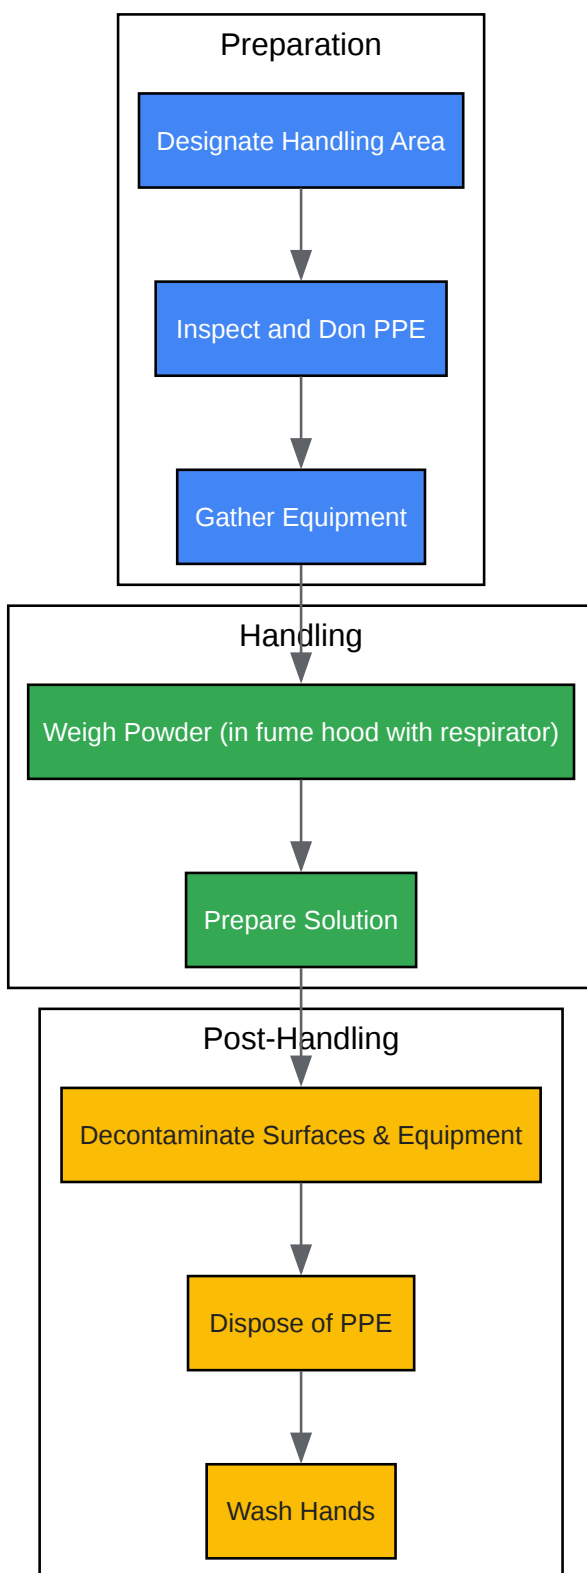 Preparation
Designate Handling Area
Inspect and Don PPE
Gather Equipment
Handling
Weigh Powder (in fume hood with respirator)
Prepare Solution
Post-Handling
Decontaminate Surfaces & Equipment
Dispose of PPE
Wash Hands